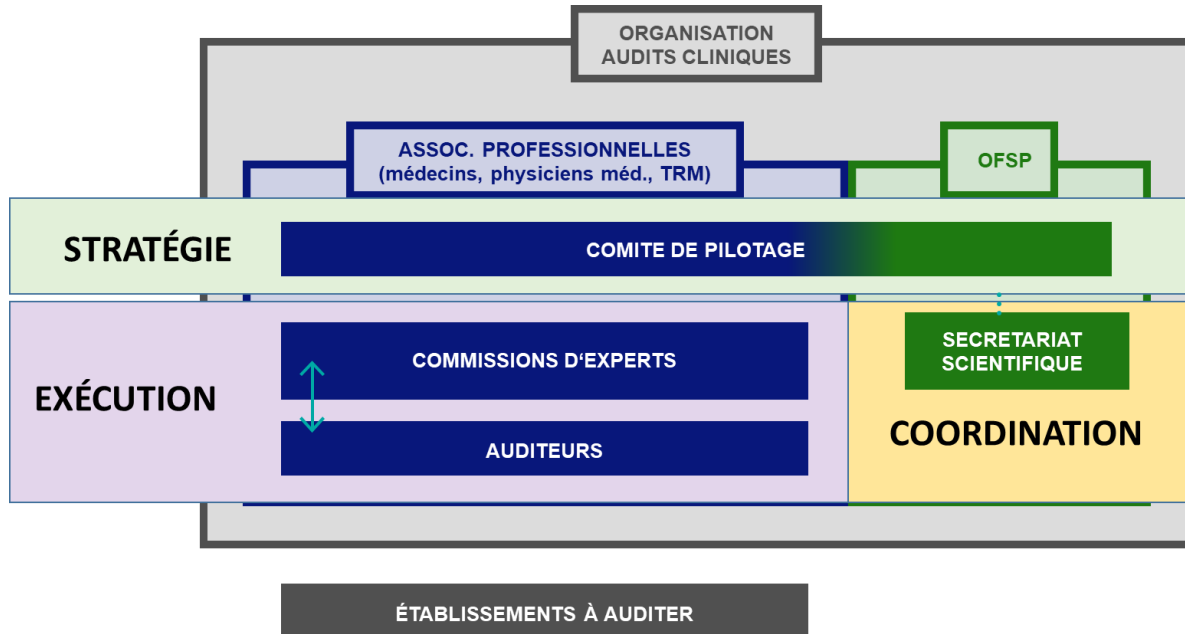 ORGANISATION
AUDITS CLINIQUES
ASSOC. PROFESSIONNELLES
(médecins, physiciens méd., TRM)
OFSP
STRATÉGIE
COMITE DE PILOTAGE
COMMISSIONS D‘EXPERTS
SECRETARIAT
SCIENTIFIQUE
EXÉCUTION
COORDINATION
AUDITEURS
ÉTABLISSEMENTS À AUDITER